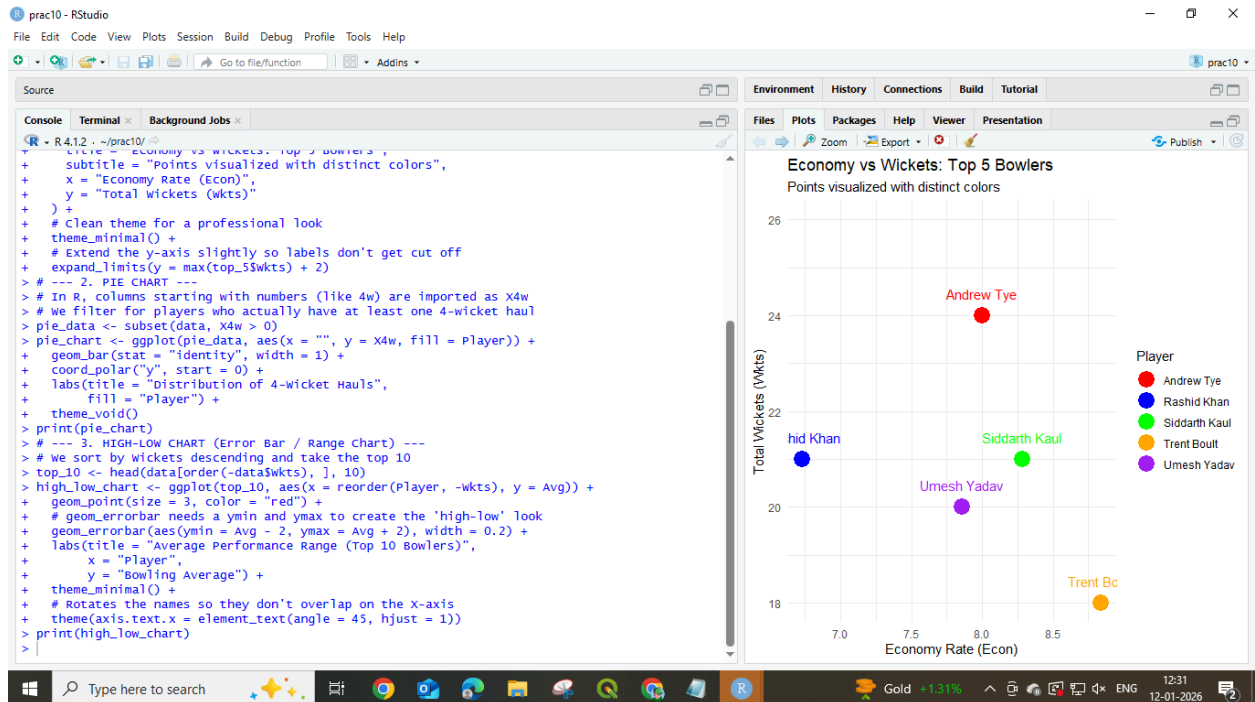 prac10 - RStudio
File Edit Code View Plots Session Build Debug Profile Tools Help
Go to file/function
Addins
prac10
Source
Console Terminal Background Jobs
R 4.1.2 · ~/prac10/
+     title = "Economy vs Wickets: Top 5 Bowlers",
+     subtitle = "Points visualized with distinct colors",
+     x = "Economy Rate (Econ)",
+     y = "Total Wickets (Wkts)"
+   ) +
+   # Clean theme for a professional look
+   theme_minimal() +
+   # Extend the y-axis slightly so labels don't get cut off
+   expand_limits(y = max(top_5$Wkts) + 2)
> # --- 2. PIE CHART ---
> # In R, columns starting with numbers (like 4w) are imported as X4w
> # We filter for players who actually have at least one 4-wicket haul
> pie_data <- subset(data, X4w > 0)
> pie_chart <- ggplot(pie_data, aes(x = "", y = X4w, fill = Player)) +
+   geom_bar(stat = "identity", width = 1) +
+   coord_polar("y", start = 0) +
+   labs(title = "Distribution of 4-Wicket Hauls",
+        fill = "Player") +
+   theme_void()
> print(pie_chart)
> # --- 3. HIGH-LOW CHART (Error Bar / Range Chart) ---
> # We sort by Wickets descending and take the top 10
> top_10 <- head(data[order(-data$Wkts), ], 10)
> high_low_chart <- ggplot(top_10, aes(x = reorder(Player, -Wkts), y = Avg)) +
+   geom_point(size = 3, color = "red") +
+   # geom_errorbar needs a ymin and ymax to create the 'high-low' look
+   geom_errorbar(aes(ymin = Avg - 2, ymax = Avg + 2), width = 0.2) +
+   labs(title = "Average Performance Range (Top 10 Bowlers)",
+        x = "Player",
+        y = "Bowling Average") +
+   theme_minimal() +
+   # Rotates the names so they don't overlap on the X-axis
+   theme(axis.text.x = element_text(angle = 45, hjust = 1))
> print(high_low_chart)
>
Environment History Connections Build Tutorial
Files Plots Packages Help Viewer Presentation
Zoom Export Publish
Economy vs Wickets: Top 5 Bowlers
Points visualized with distinct colors
26
24
22
20
18
Total Wickets (Wkts)
Andrew Tye
hid Khan
Siddarth Kaul
Umesh Yadav
Trent Bo
7.0 7.5 8.0 8.5
Economy Rate (Econ)
Player
Andrew Tye
Rashid Khan
Siddarth Kaul
Trent Boult
Umesh Yadav
Type here to search
Gold +1.31%
ENG
12:31
12-01-2026
2